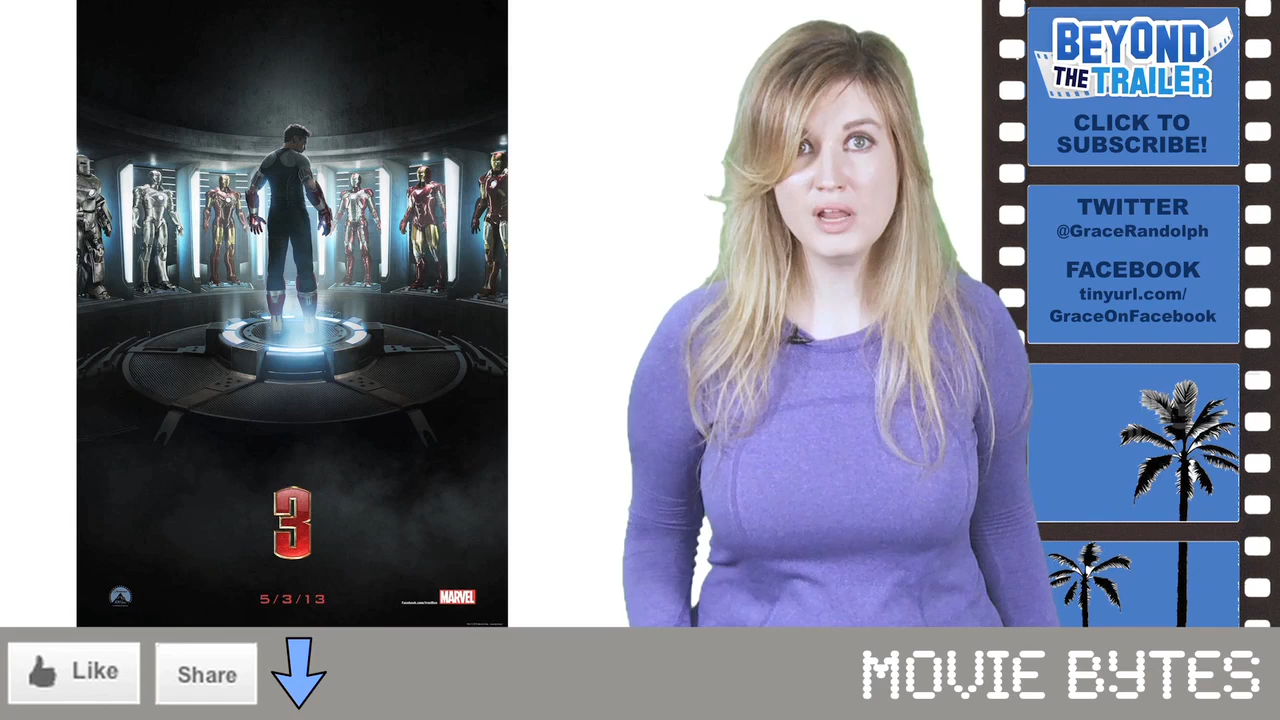 3
5/3/13
MARVEL
BEYOND
THE TRAILER
CLICK TO
SUBSCRIBE!
TWITTER
@GraceRandolph
FACEBOOK
tinyurl.com/
GraceOnFacebook
Like
Share
MOVIE BYTES